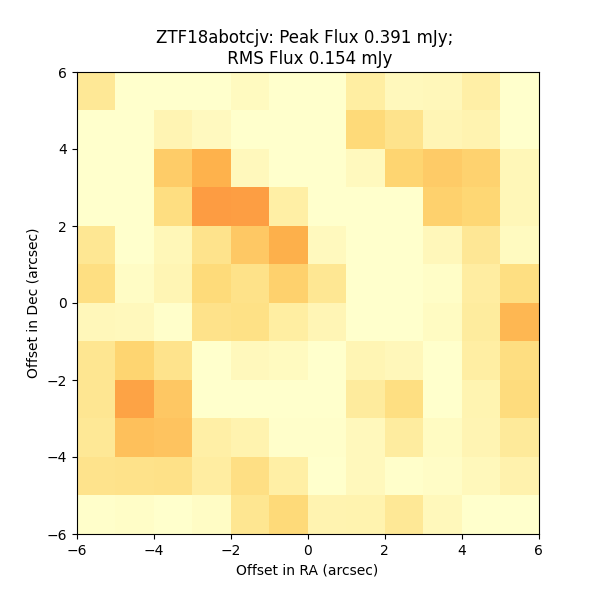 ZTF18abotcjv: Peak Flux 0.391 mJy;
RMS Flux 0.154 mJy
6
4
2
0
−2
−4
−6
Offset in Dec (arcsec)
−6 −4 −2 0 2 4 6
Offset in RA (arcsec)